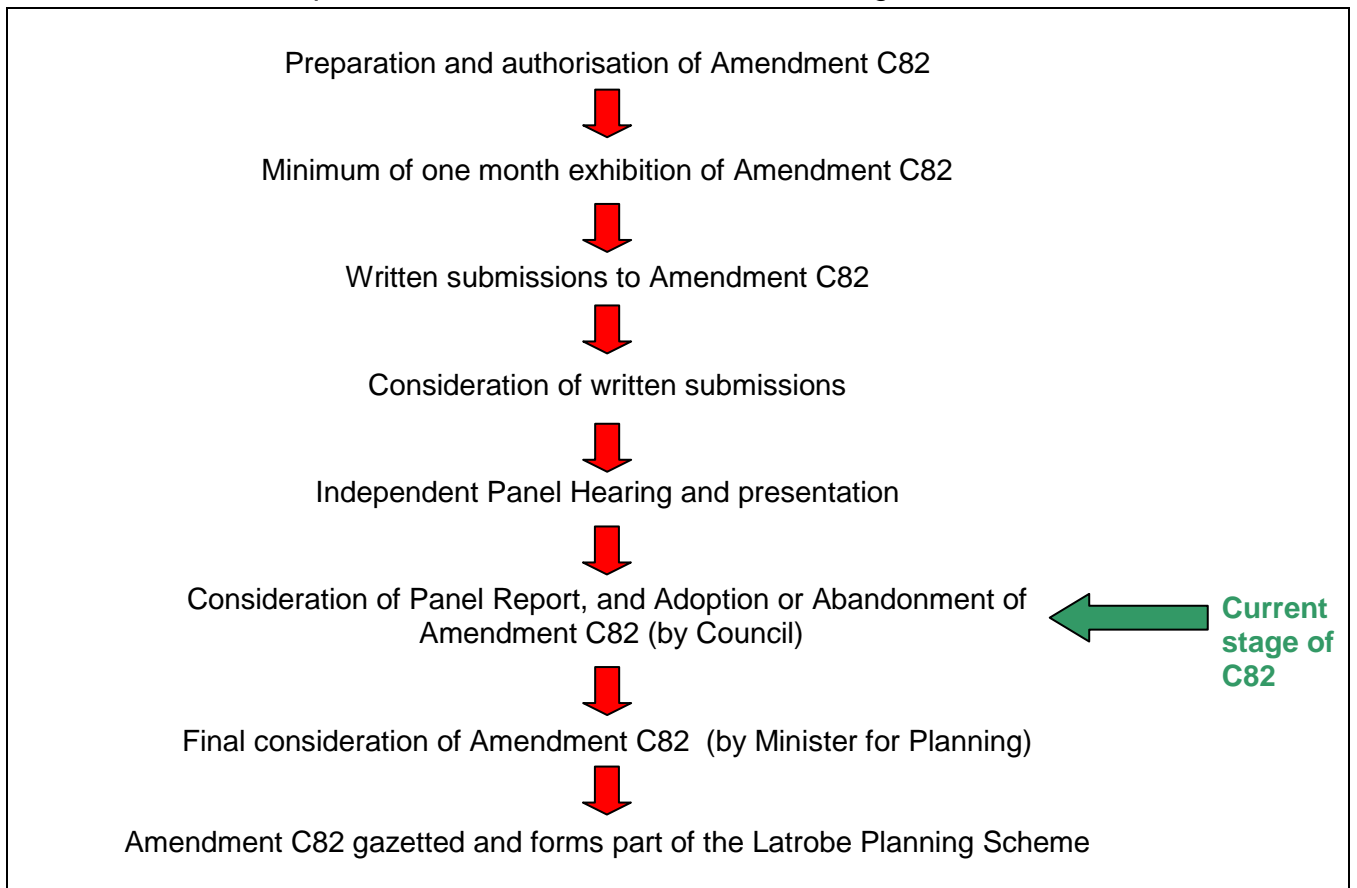 Preparation and authorisation of Amendment C82
Minimum of one month exhibition of Amendment C82
Written submissions to Amendment C82
Consideration of written submissions
Independent Panel Hearing and presentation
Consideration of Panel Report, and Adoption or Abandonment of
Amendment C82 (by Council)
Current
stage of
C82
Final consideration of Amendment C82 (by Minister for Planning)
Amendment C82 gazetted and forms part of the Latrobe Planning Scheme